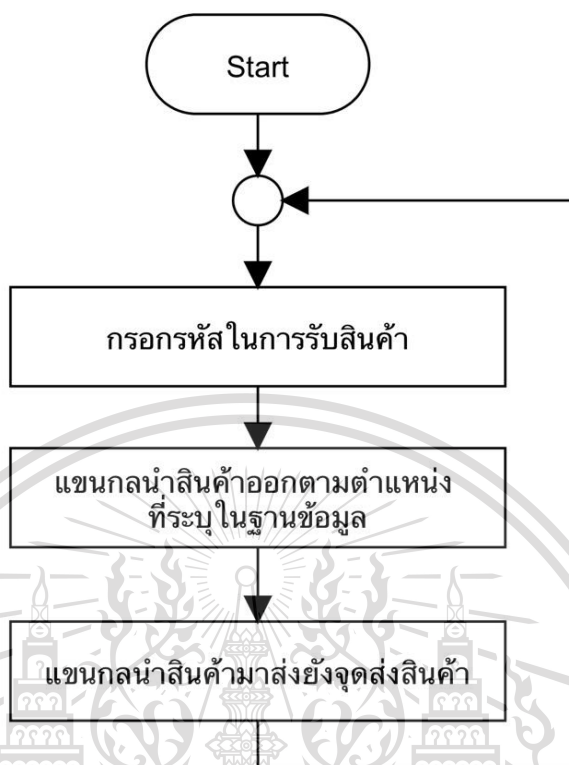 Start
กรอกรหัสในการรับสินค้า
แขนกลนำสินค้าออกตามตำแหน่ง
ที่ระบุในฐานข้อมูล
แขนกลนำสินค้ามาส่งยังจุดส่งสินค้า